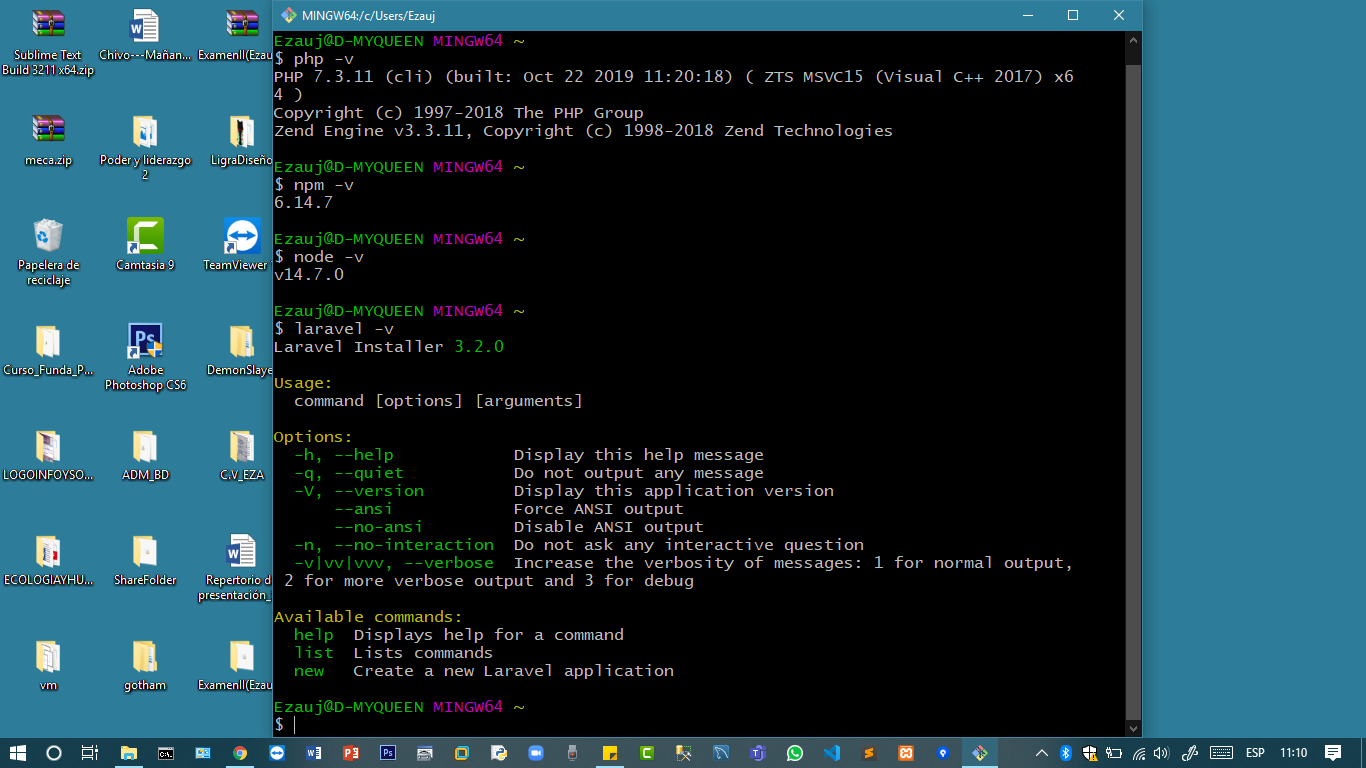 MINGW64:/c/Users/Ezauj
Ezauj@D-MYQUEEN MINGW64 ~
$ php -v
PHP 7.3.11 (cli) (built: Oct 22 2019 11:20:18) ( ZTS MSVC15 (Visual C++ 2017) x6
4 )
Copyright (c) 1997-2018 The PHP Group
Zend Engine v3.3.11, Copyright (c) 1998-2018 Zend Technologies
Ezauj@D-MYQUEEN MINGW64 ~
$ npm -v
6.14.7
Ezauj@D-MYQUEEN MINGW64 ~
$ node -v
v14.7.0
Ezauj@D-MYQUEEN MINGW64 ~
$ laravel -v
Laravel Installer 3.2.0
Usage:
command [options] [arguments]
Options:
-h, --help Display this help message
-q, --quiet Do not output any message
-V, --version Display this application version
--ansi Force ANSI output
--no-ansi Disable ANSI output
-n, --no-interaction Do not ask any interactive question
-v|vv|vvv, --verbose Increase the verbosity of messages: 1 for normal output,
2 for more verbose output and 3 for debug
Available commands:
help Displays help for a command
list Lists commands
new Create a new Laravel application
Ezauj@D-MYQUEEN MINGW64 ~
$
Sublime Text
Build 3211 x64.zip
Chivo---Mañan...
ExamenII(Ezau
meca.zip
Poder y liderazgo
2
LigraDiseño
Papelera de
reciclaje
Camtasia 9
TeamViewer
Curso_Funda_P...
Ps
Adobe
Photoshop CS6
DemonSlaye
LOGOINFOYSO...
ADM_BD
C.V_EZA
ECOLOGIAYHU...
ShareFolder
Repertorio d
presentación_
vm
gotham
ExamenII(Ezau
ESP
11:10